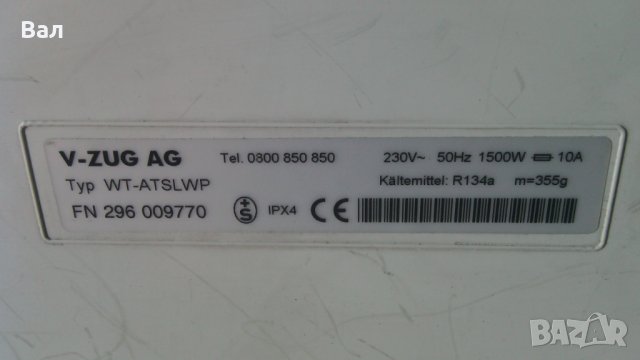 Вал
V-ZUG AG Tel. 0800 850 850 230V~ 50Hz 1500W 10A
Typ WT-ATSLWP Kältemittel: R134a m=355g
FN 296 009770 +S IPX4 CE
BAZAR